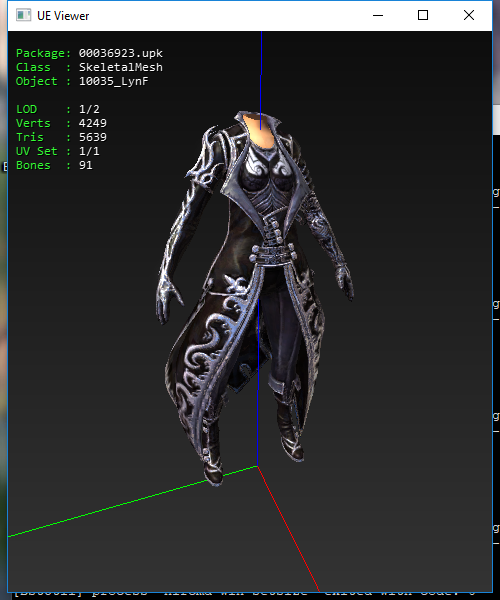 UE Viewer
Package: 00036923.upk
Class : SkeletalMesh
Object : 10035_LynF
LOD : 1/2
Verts : 4249
Tris : 5639
UV Set : 1/1
Bones : 91